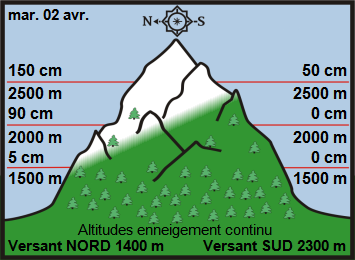 mar. 02 avr.
N S
150 cm 50 cm
2500 m 2500 m
90 cm 0 cm
2000 m 2000 m
5 cm 0 cm
1500 m 1500 m
Altitudes enneigement continu
Versant NORD 1400 m Versant SUD 2300 m